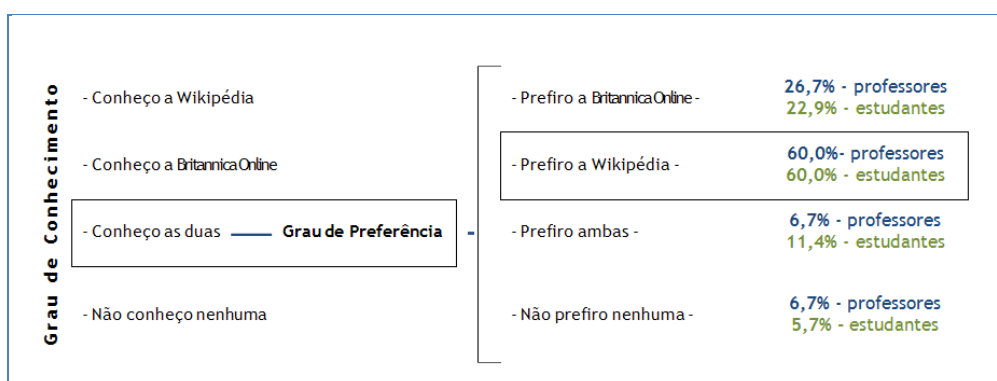 Grau de Conhecimento
- Conheço a Wikipédia
- Conheço a Britannica Online
- Conheço as duas
Grau de Preferência
-
- Não conheço nenhuma
- Prefiro a Britannica Online -
26,7% - professores
22,9% - estudantes
- Prefiro a Wikipédia -
60,0%- professores
60,0% - estudantes
- Prefiro ambas -
6,7% - professores
11,4% - estudantes
- Não prefiro nenhuma -
6,7% - professores
5,7% - estudantes